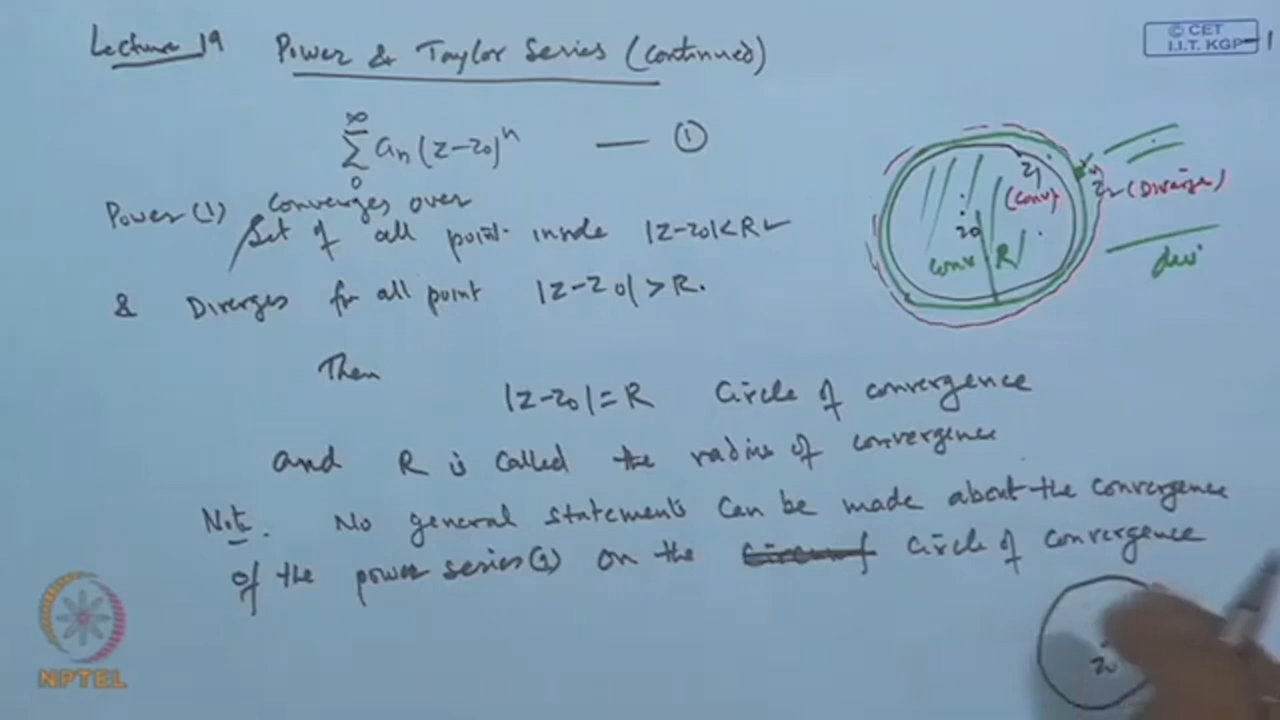 Lecture 19 Power & Taylor Series (continued)
© CET
I.I.T. KGP
1
∞
∑ an (z-z0)^n — ①
0
Power (1) converges over
Set of all point inside |z-z0|<R
& Diverges for all point |z-z0| > R.
z1
(Conv)
z2 (Diverges)
z0
conv R
Then
|z-z0| = R Circle of convergence
and R is called the radius of convergence
Note. No general statements can be made about the convergence
of the power series (1) on the circle of convergence
z0
NPTEL